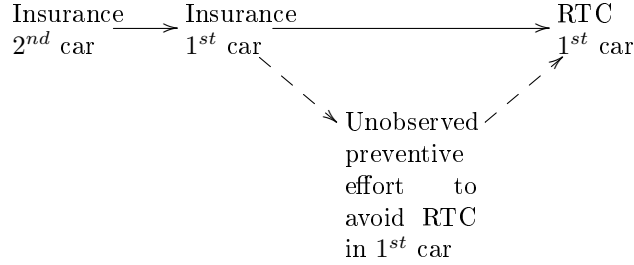 Insurance
2nd car
Insurance
1st car
RTC
1st car
Unobserved
preventive
effort to
avoid RTC
in 1st car